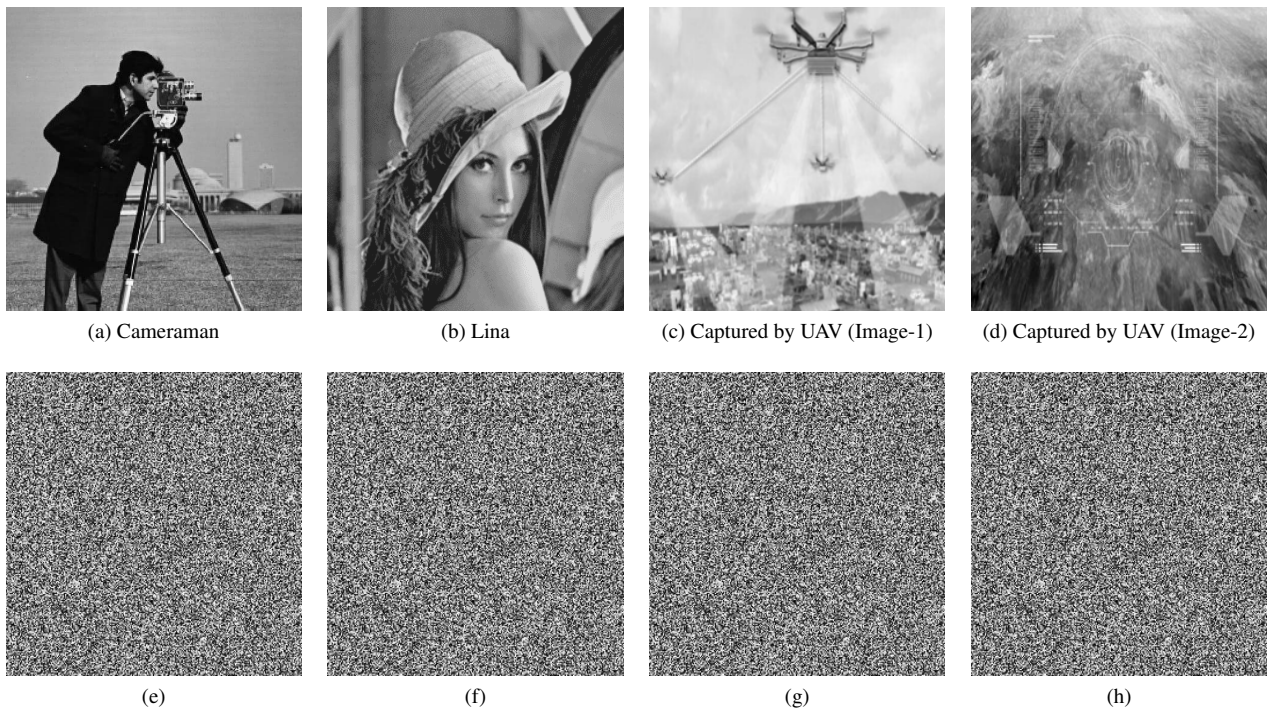 (a) Cameraman
(b) Lina
(c) Captured by UAV (Image-1)
(d) Captured by UAV (Image-2)
(e)
(f)
(g)
(h)